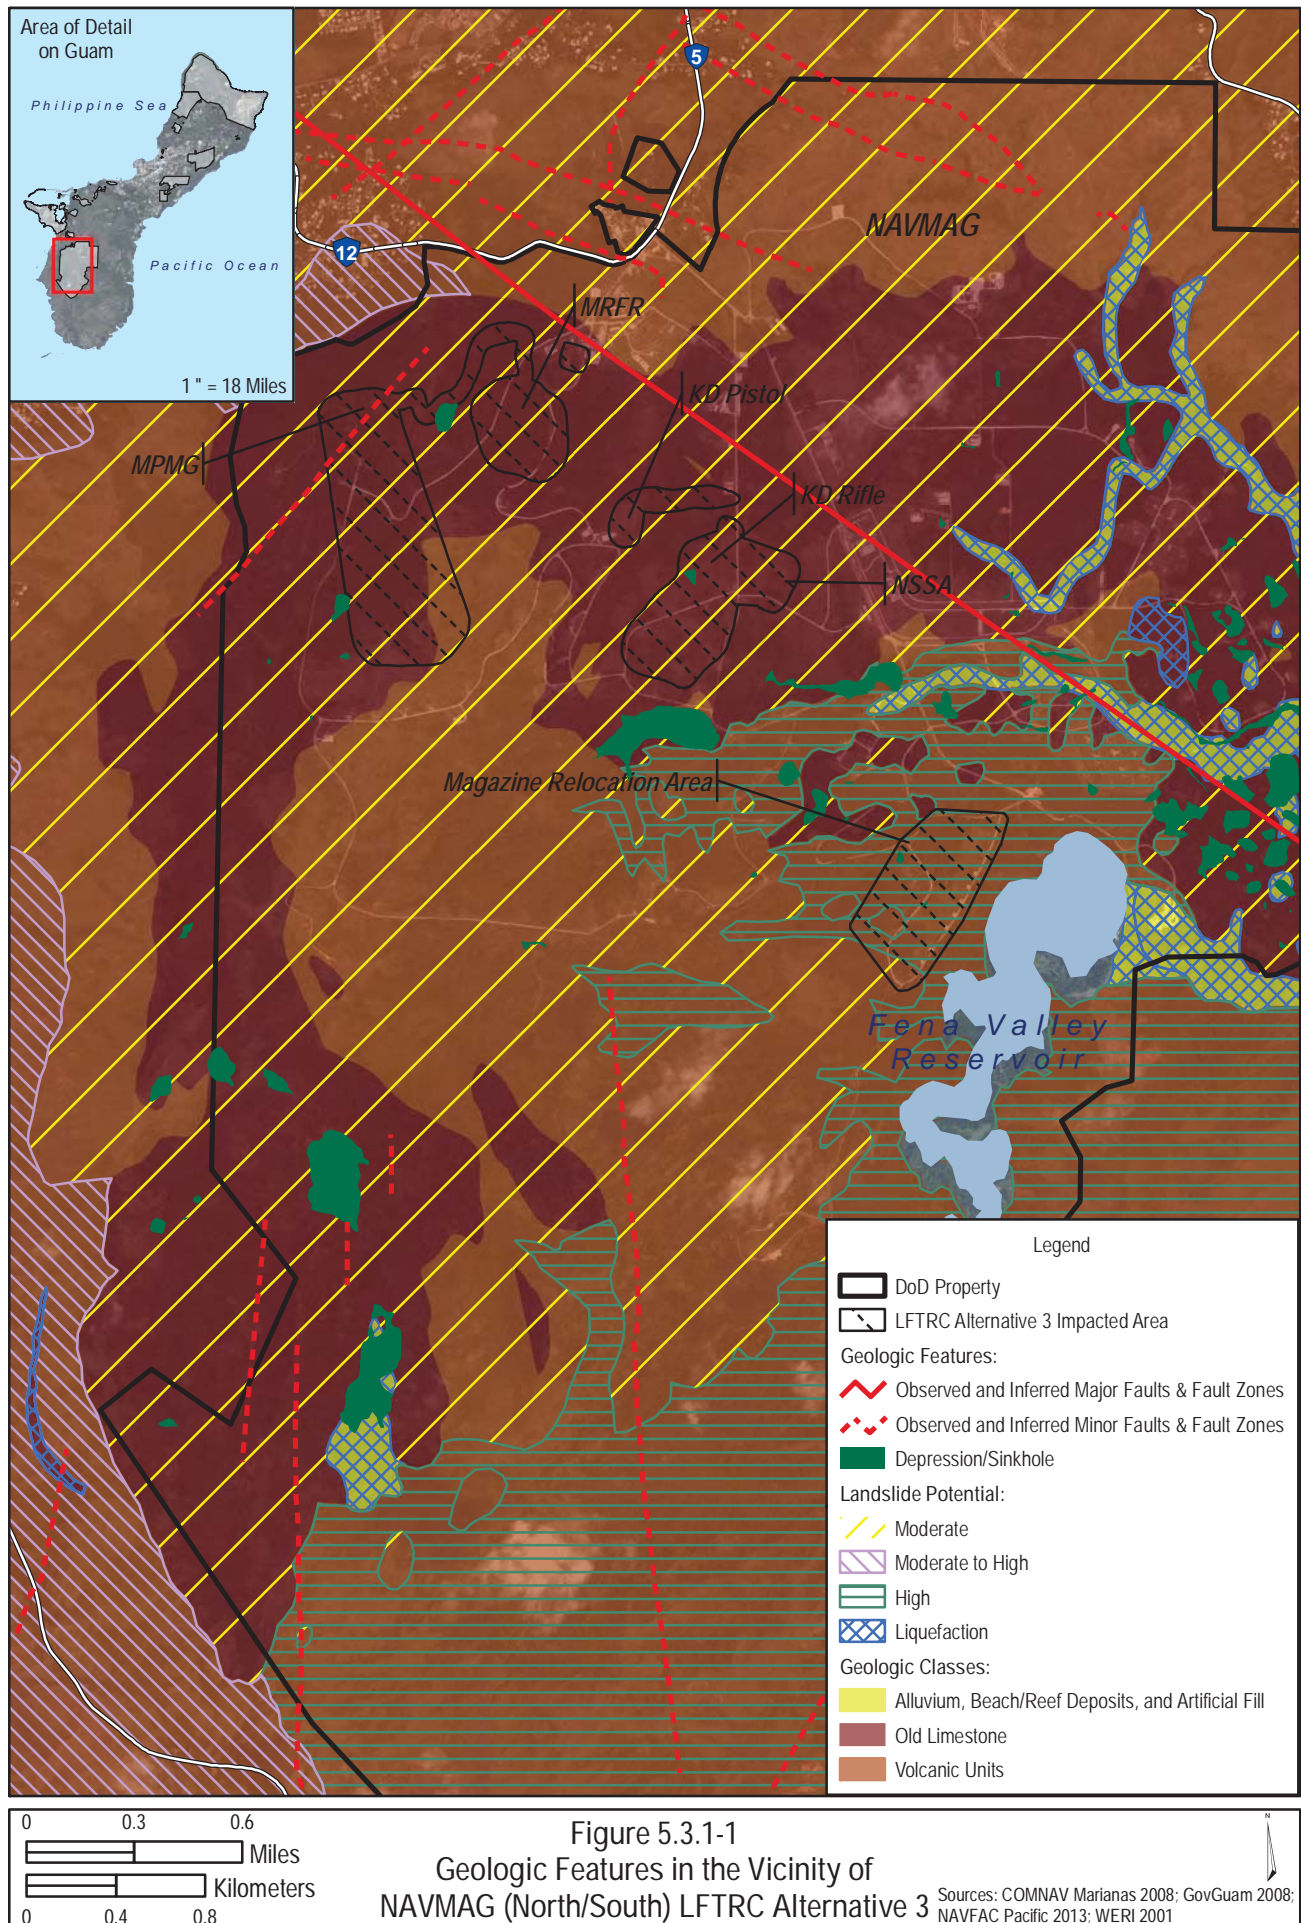 Area of Detail
on Guam
Philippine Sea
Pacific Ocean
1 " = 18 Miles
5
12
NAVMAG
MRFR
KD Pistol
MPMG
KD Rifle
NSSA
Magazine Relocation Area
Fena Valley
Reservoir
Legend
DoD Property
LFTRC Alternative 3 Impacted Area
Geologic Features:
Observed and Inferred Major Faults & Fault Zones
Observed and Inferred Minor Faults & Fault Zones
Depression/Sinkhole
Landslide Potential:
Moderate
Moderate to High
High
Liquefaction
Geologic Classes:
Alluvium, Beach/Reef Deposits, and Artificial Fill
Old Limestone
Volcanic Units
0 0.3 0.6
Miles
Kilometers
0 0.4 0.8
Figure 5.3.1-1
Geologic Features in the Vicinity of
NAVMAG (North/South) LFTRC Alternative 3
N
Sources: COMNAV Marianas 2008; GovGuam 2008;
NAVFAC Pacific 2013; WERI 2001